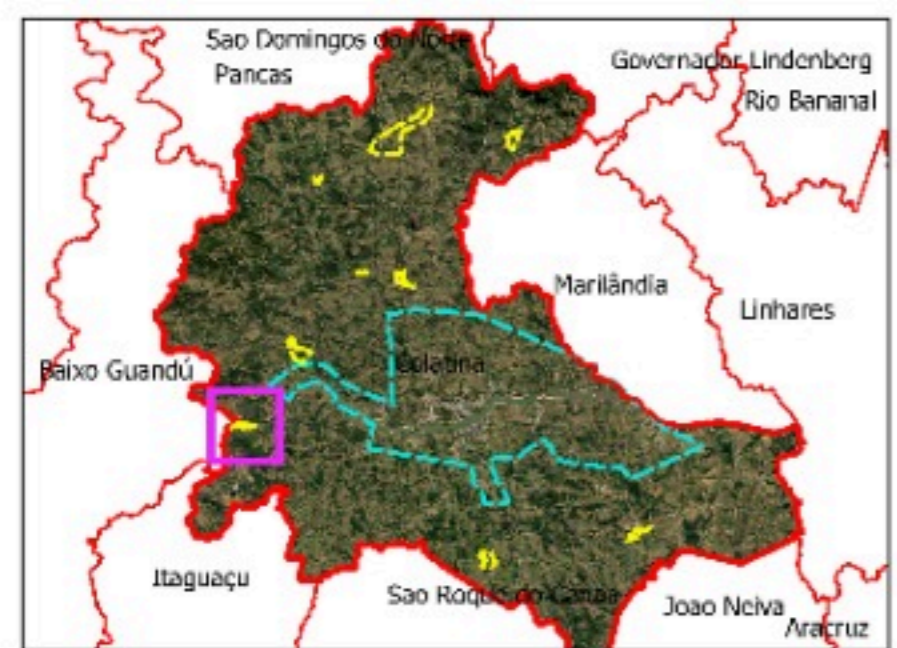 Sao Domingos do Norte
Pancas
Governador Lindenberg
Rio Bananal
Marilândia
Linhares
Colatina
Baixo Guandú
Itaguaçu
Sao Roque do Canaa
Joao Neiva
Aracruz